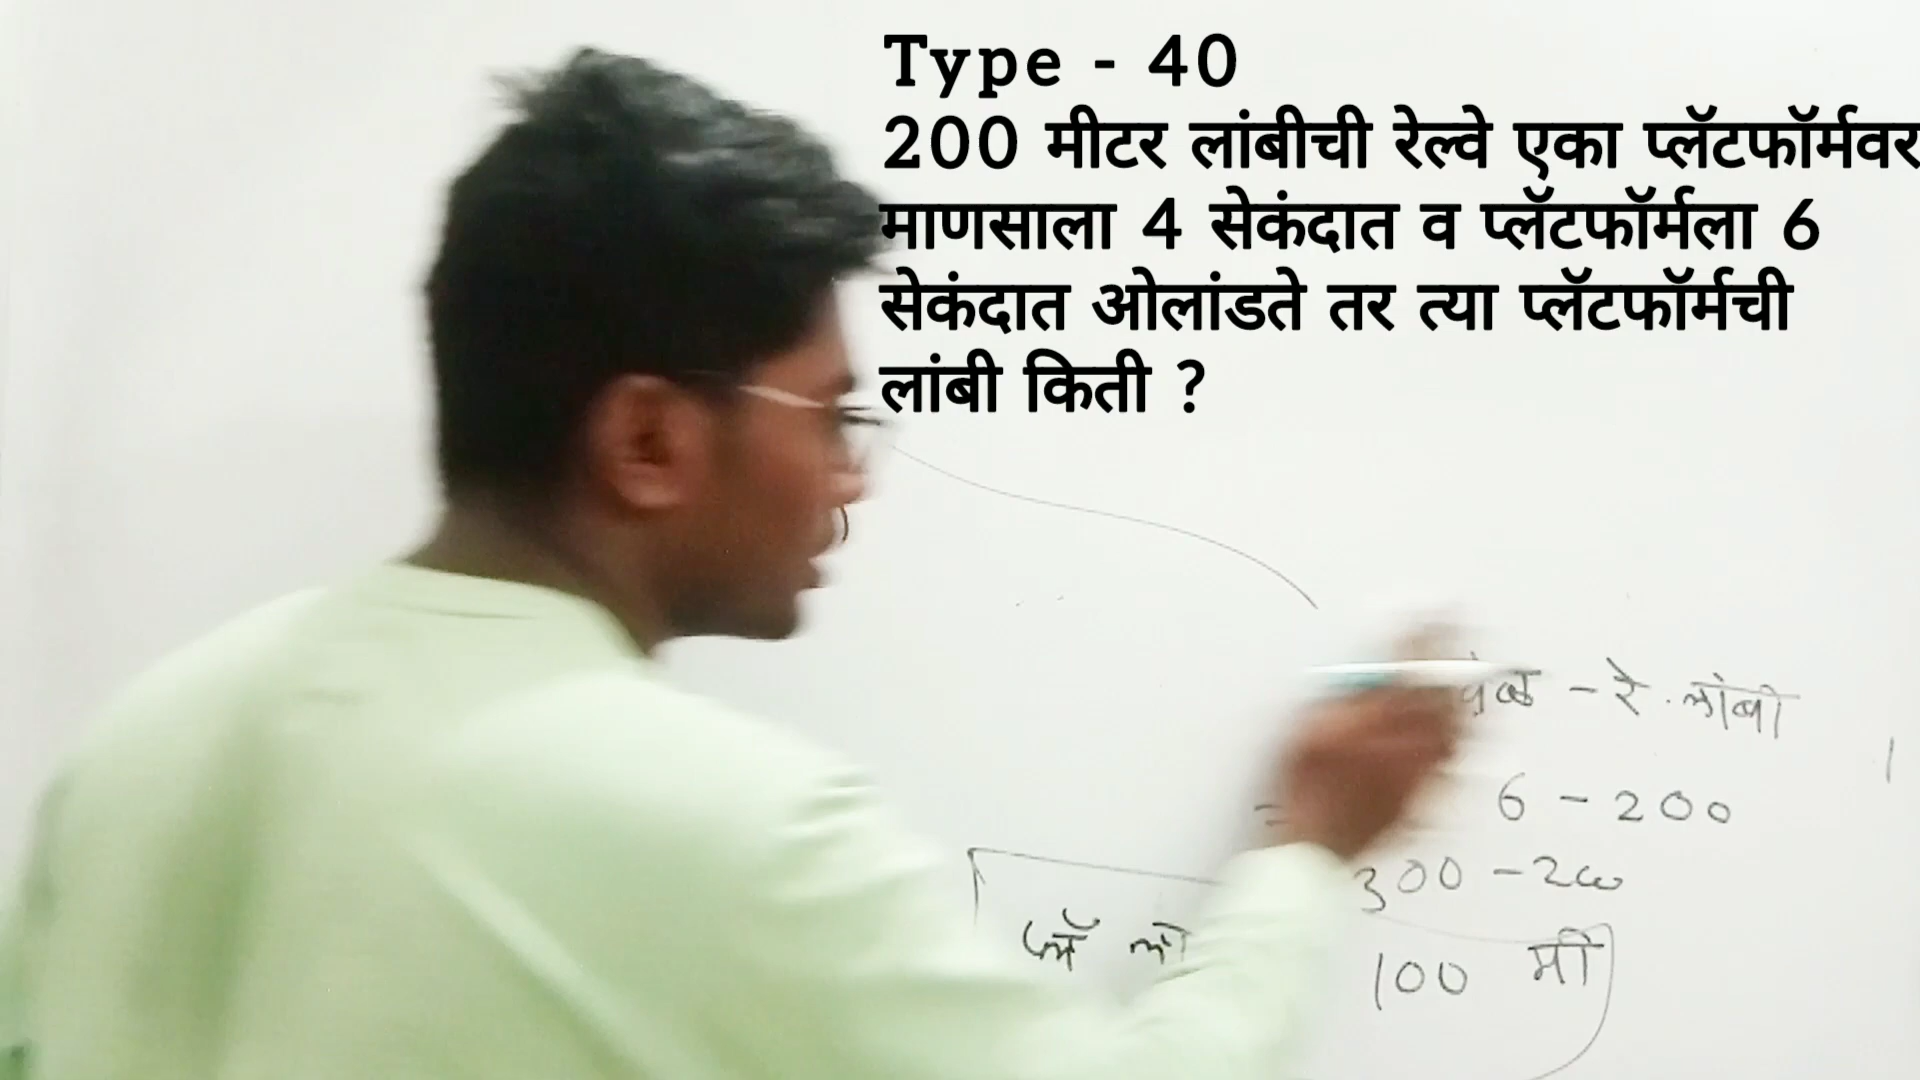 Type - 40
200 मीटर लांबीची रेल्वे एका प्लॅटफॉर्मवर
माणसाला 4 सेकंदात व प्लॅटफॉर्मला 6
सेकंदात ओलांडते तर त्या प्लॅटफॉर्मची
लांबी किती ?
- रे. लांबी
= 6 - 200
300 - 200
प्लॅ लां
100 मी